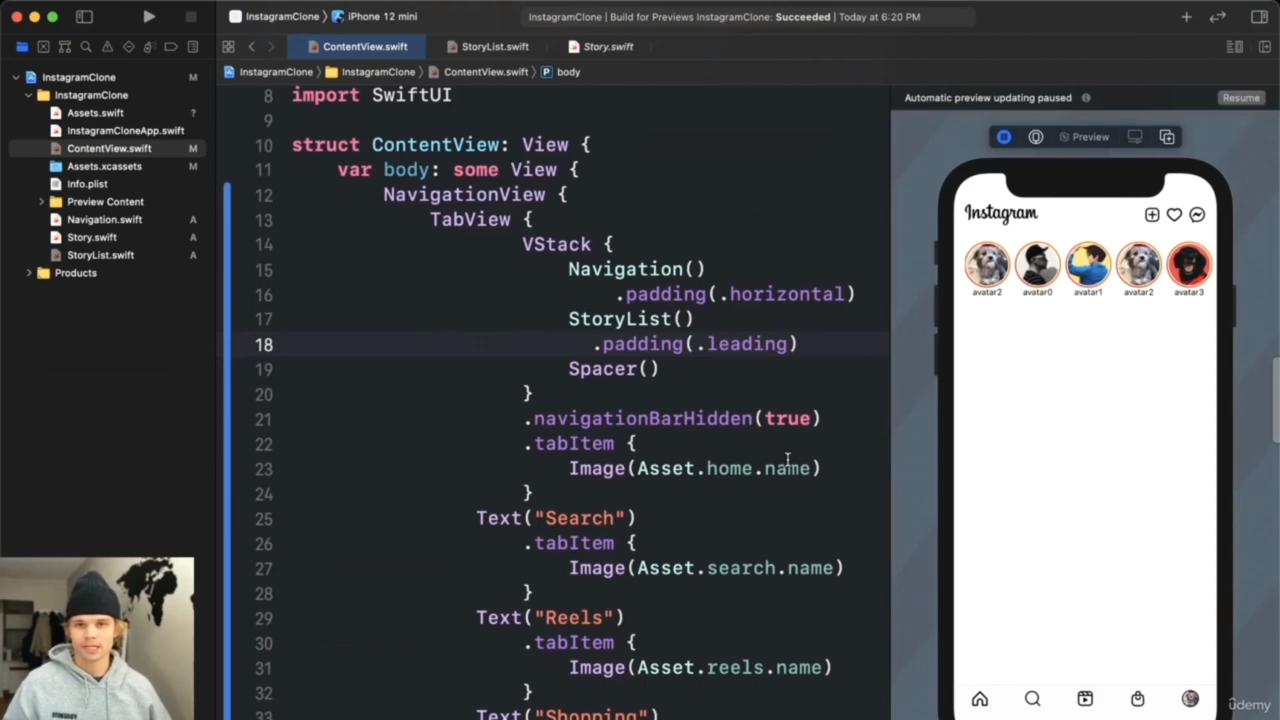 InstagramClone
iPhone 12 mini
InstagramClone | Build for Previews InstagramClone: Succeeded | Today at 6:20 PM
ContentView.swift
StoryList.swift
Story.swift
InstagramClone M
InstagramClone
Assets.swift ?
InstagramCloneApp.swift
ContentView.swift M
Assets.xcassets M
Info.plist
Preview Content
Navigation.swift A
Story.swift A
StoryList.swift A
Products
InstagramClone
InstagramClone
ContentView.swift
P body
8 import SwiftUI
9
10 struct ContentView: View {
11 var body: some View {
12 NavigationView {
13 TabView {
14 VStack {
15 Navigation()
16 .padding(.horizontal)
17 StoryList()
18 .padding(.leading)
19 Spacer()
20 }
21 .navigationBarHidden(true)
22 .tabItem {
23 Image(Asset.home.name)
24 }
25 Text("Search")
26 .tabItem {
27 Image(Asset.search.name)
28 }
29 Text("Reels")
30 .tabItem {
31 Image(Asset.reels.name)
32 }
33 Text("Shopping")
Automatic preview updating paused
Resume
Preview
Instagram
avatar2 avatar0 avatar1 avatar2 avatar3
ûdemy